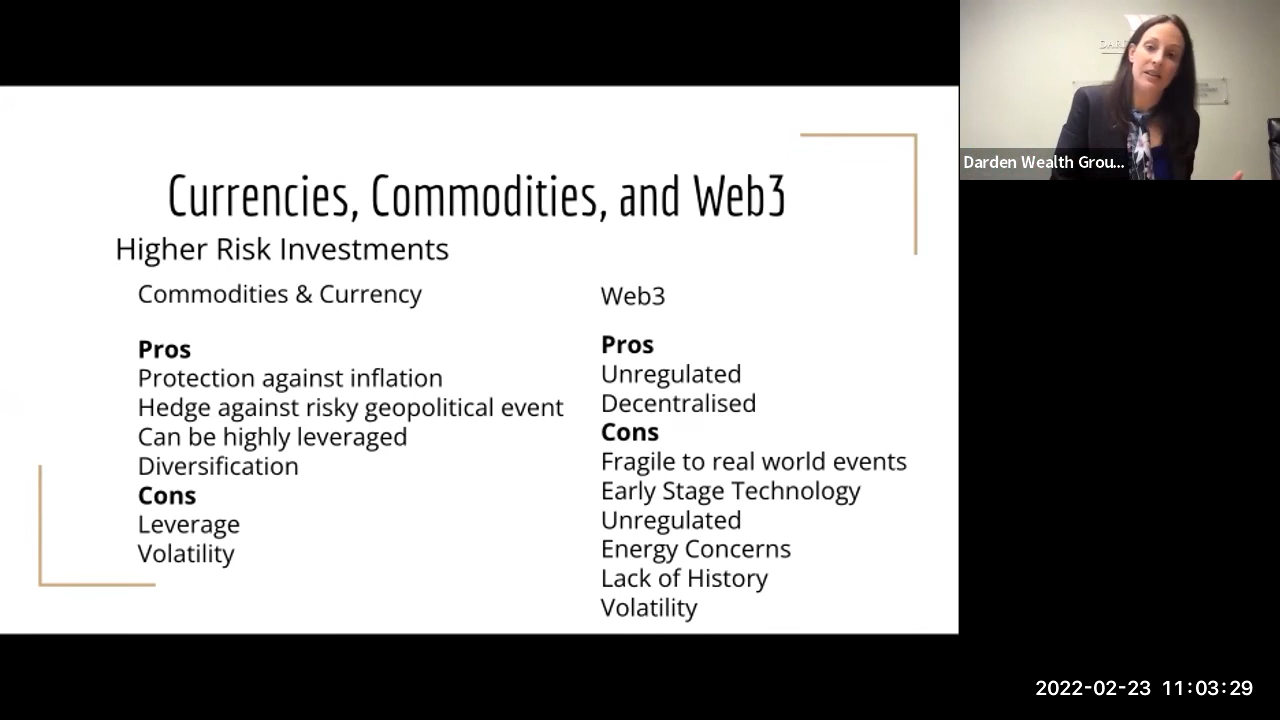 Currencies, Commodities, and Web3
Higher Risk Investments
Commodities & Currency
Pros
Protection against inflation
Hedge against risky geopolitical event
Can be highly leveraged
Diversification
Cons
Leverage
Volatility
Web3
Pros
Unregulated
Decentralised
Cons
Fragile to real world events
Early Stage Technology
Unregulated
Energy Concerns
Lack of History
Volatility
Darden Wealth Grou...
2022-02-23 11:03:29